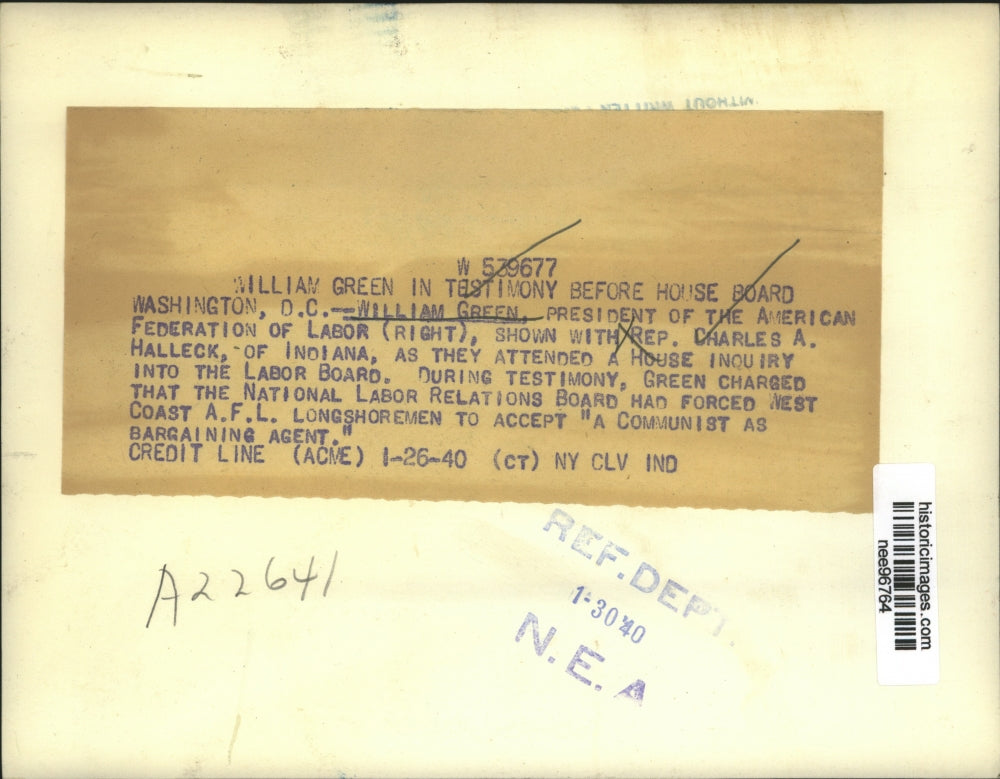 WITHOUT WRITTEN
W 539677
WILLIAM GREEN IN TESTIMONY BEFORE HOUSE BOARD
WASHINGTON, D.C.--WILLIAM GREEN, PRESIDENT OF THE AMERICAN
FEDERATION OF LABOR (RIGHT), SHOWN WITH REP. CHARLES A.
HALLECK, OF INDIANA, AS THEY ATTENDED A HOUSE INQUIRY
INTO THE LABOR BOARD. DURING TESTIMONY, GREEN CHARGED
THAT THE NATIONAL LABOR RELATIONS BOARD HAD FORCED WEST
COAST A.F.L. LONGSHOREMEN TO ACCEPT "A COMMUNIST AS
BARGAINING AGENT."
CREDIT LINE (ACME) 1-26-40 (CT) NY CLV IND
A22641
REF. DEPT.
1-30'40
N. E. A
historicimages.com
nee96764